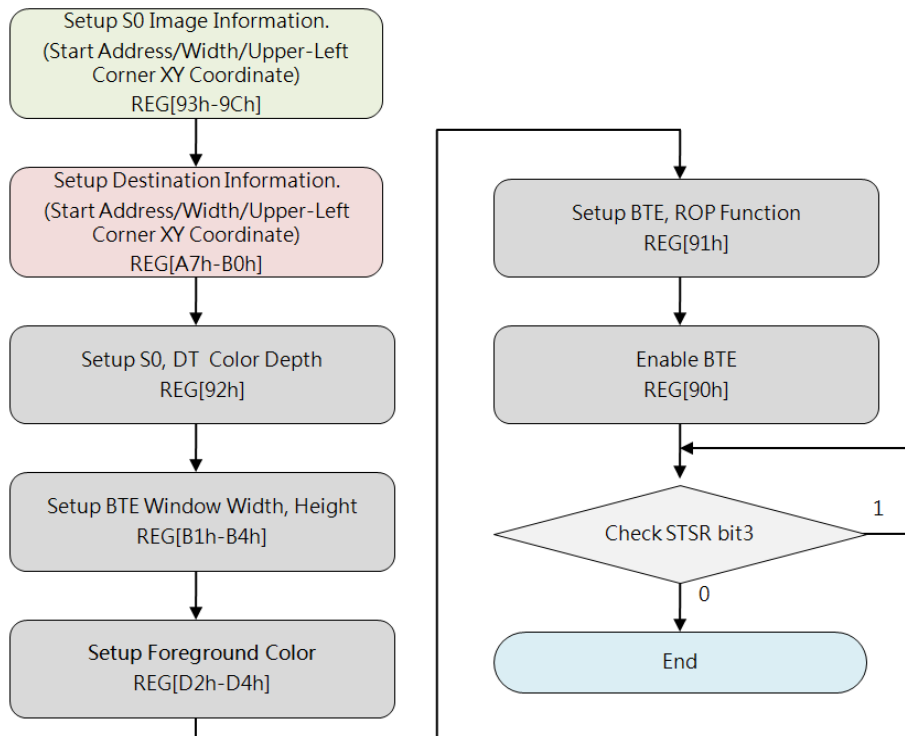 Setup S0 Image Information.
(Start Address/Width/Upper-Left
Corner XY Coordinate)
REG[93h-9Ch]
Setup Destination Information.
(Start Address/Width/Upper-Left
Corner XY Coordinate)
REG[A7h-B0h]
Setup S0, DT  Color Depth
REG[92h]
Setup BTE Window Width, Height
REG[B1h-B4h]
Setup Foreground Color
REG[D2h-D4h]
Setup BTE, ROP Function
REG[91h]
Enable BTE
REG[90h]
Check STSR bit3
1
0
End